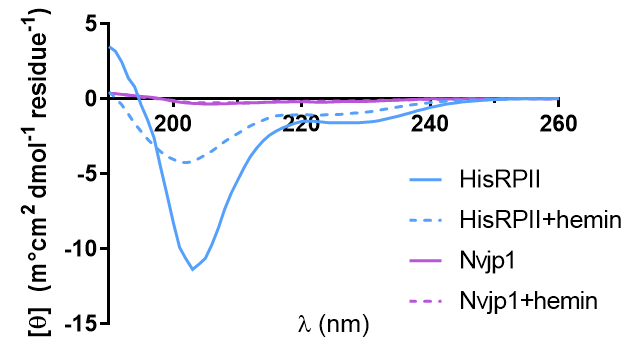 [θ] (m°cm² dmol⁻¹ residue⁻¹)
5
0
-5
-10
-15
200
220
240
260
λ (nm)
HisRPII
HisRPII+hemin
Nvjp1
Nvjp1+hemin